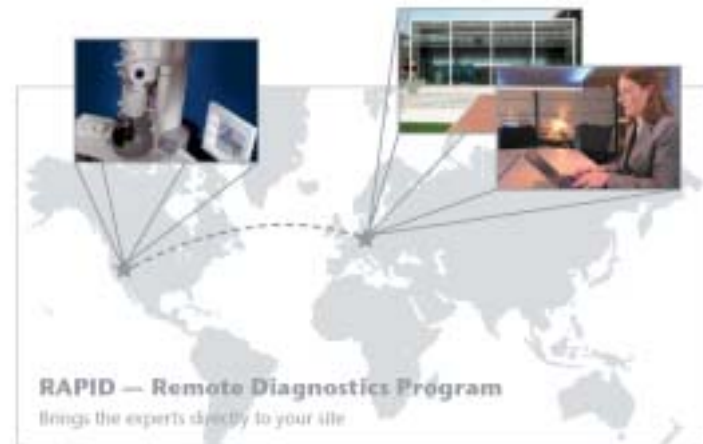 RAPID — Remote Diagnostics Program
Brings the experts directly to your site